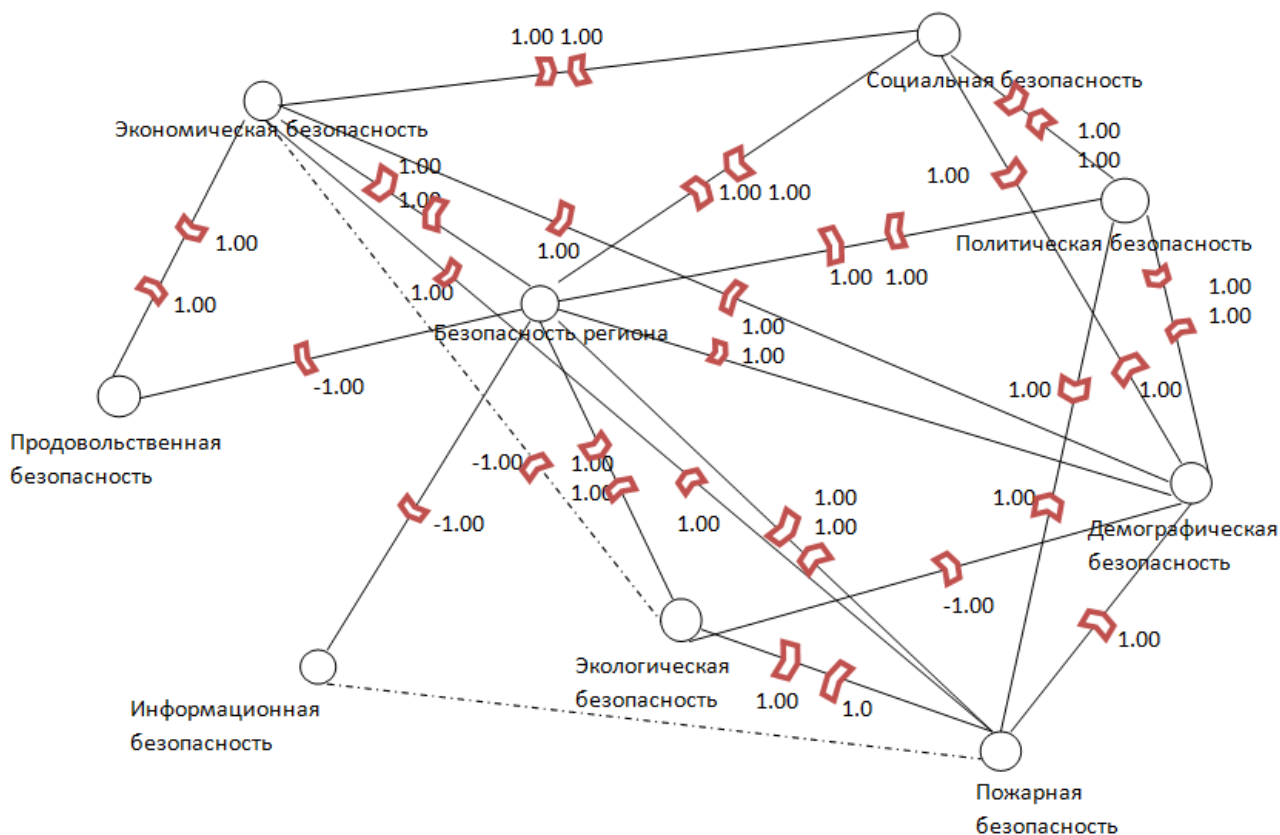 1.00 1.00
Социальная безопасность
Экономическая безопасность
1.00
1.00
1.00
1.00
1.00
1.00 1.00
1.00
1.00
1.00
Политическая безопасность
1.00 1.00
1.00
1.00
1.00
1.00
Безопасность региона
1.00
1.00
-1.00
1.00
1.00
Продовольственная
безопасность
-1.00
1.00
1.00
1.00
1.00
1.00
-1.00
1.00
Демографическая
безопасность
-1.00
1.00
Экологическая
безопасность
1.00
1.0
Информационная
безопасность
Пожарная
безопасность